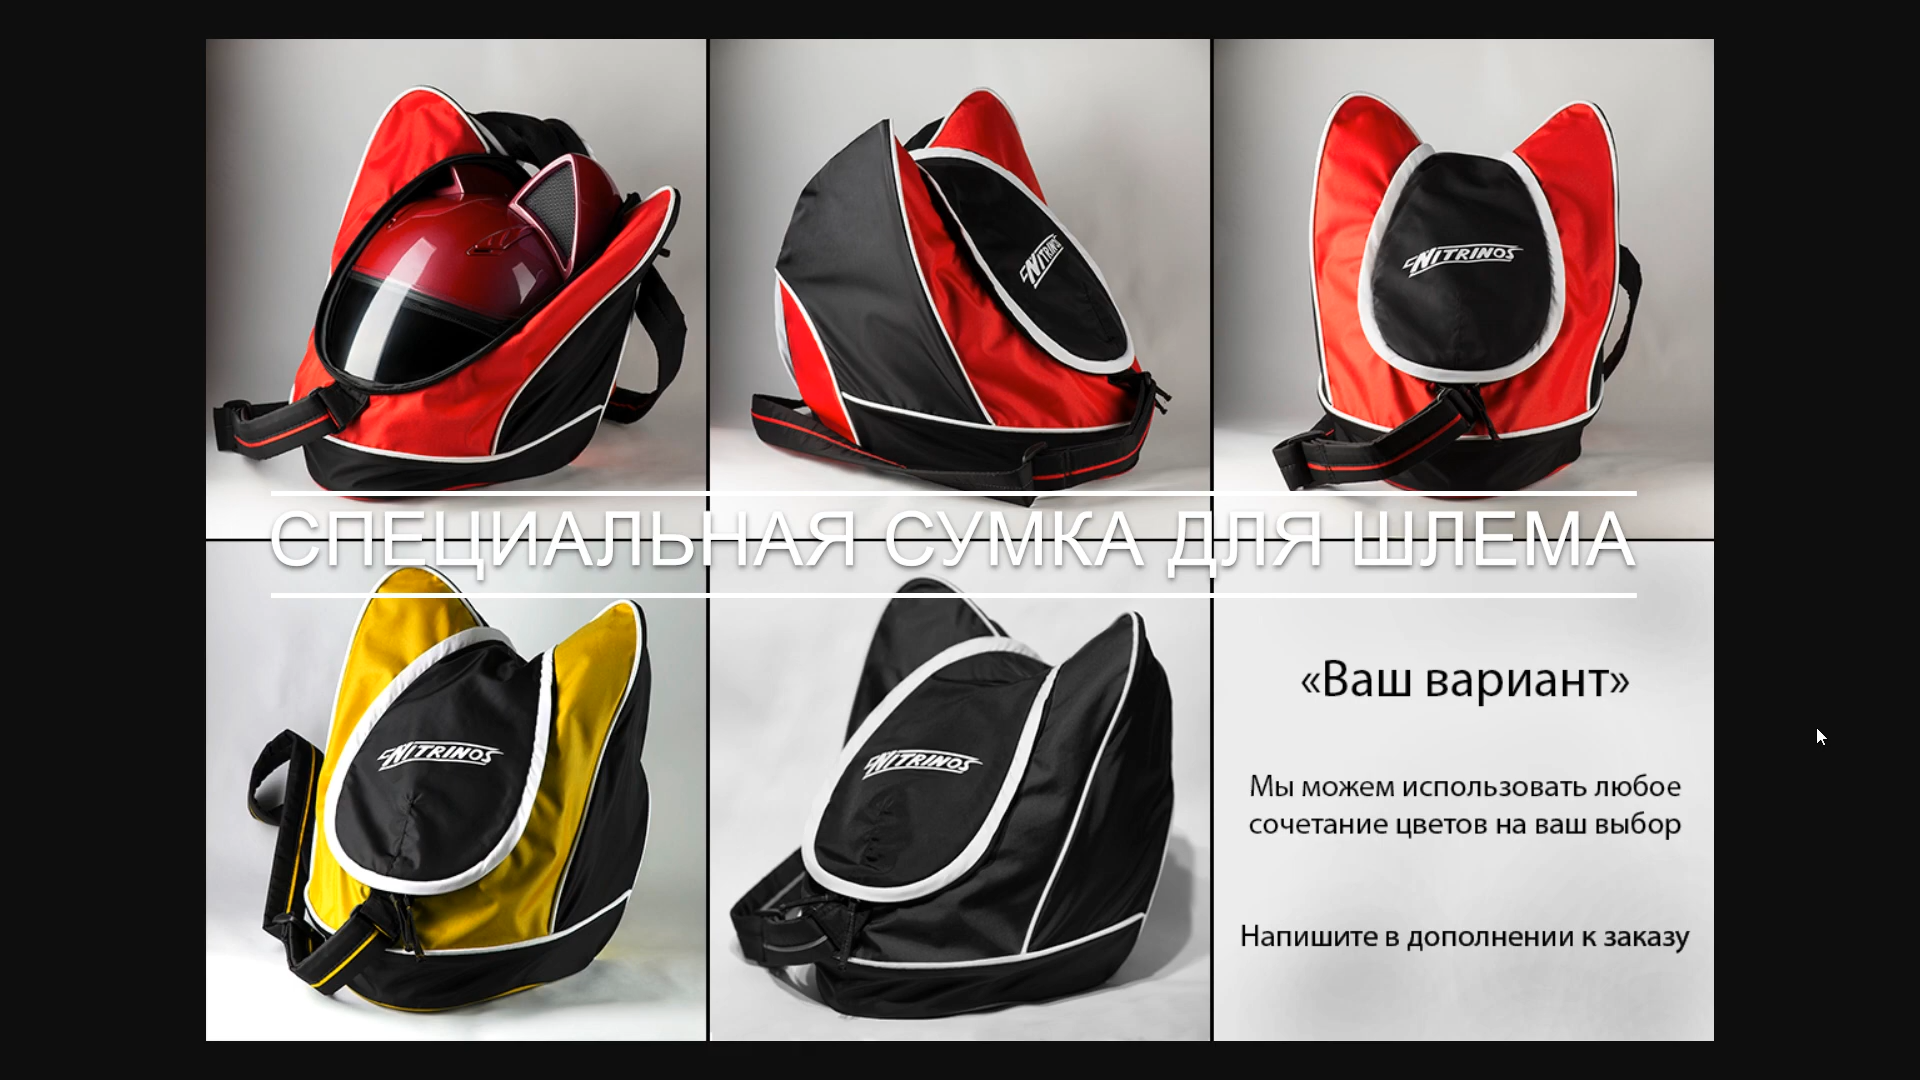 NITRINOS
NITRINOS
СПЕЦИАЛЬНАЯ СУМКА ДЛЯ ШЛЕМА
NITRINOS
NITRINOS
«Ваш вариант»
Мы можем использовать любое
сочетание цветов на ваш выбор
Напишите в дополнении к заказу